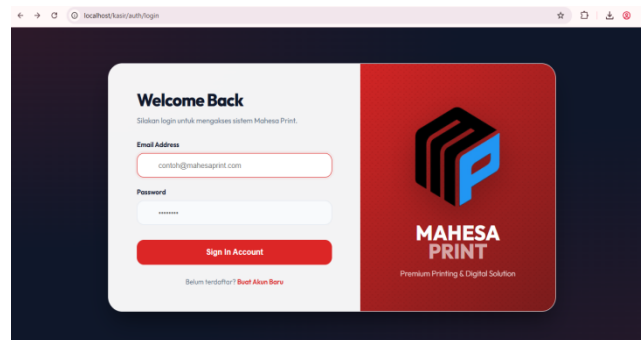 localhost/kasir/auth/login
Welcome Back
Silakan login untuk mengakses sistem Mahesa Print.
Email Address
contoh@mahesaprint.com
Password
Sign In Account
Belum terdaftar? Buat Akun Baru
MAHESA
PRINT
Premium Printing & Digital Solution